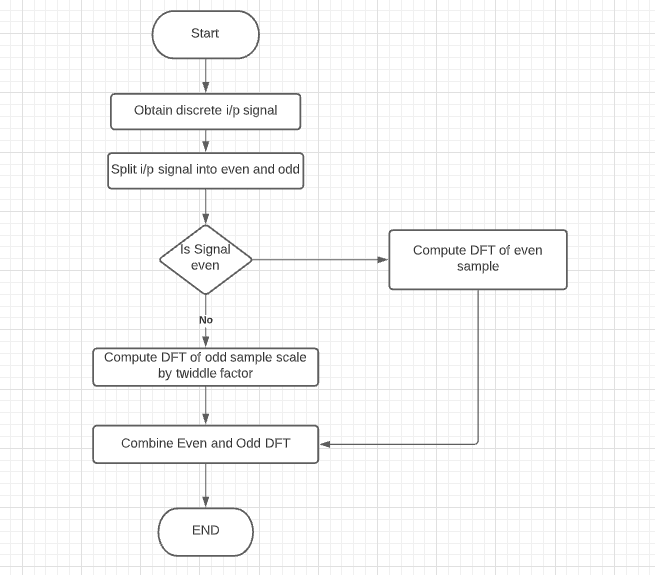 Start
Obtain discrete i/p signal
Split i/p signal into even and odd
Is Signal
even
Compute DFT of even
sample
No
Compute DFT of odd sample scale
by twiddle factor
Combine Even and Odd DFT
END